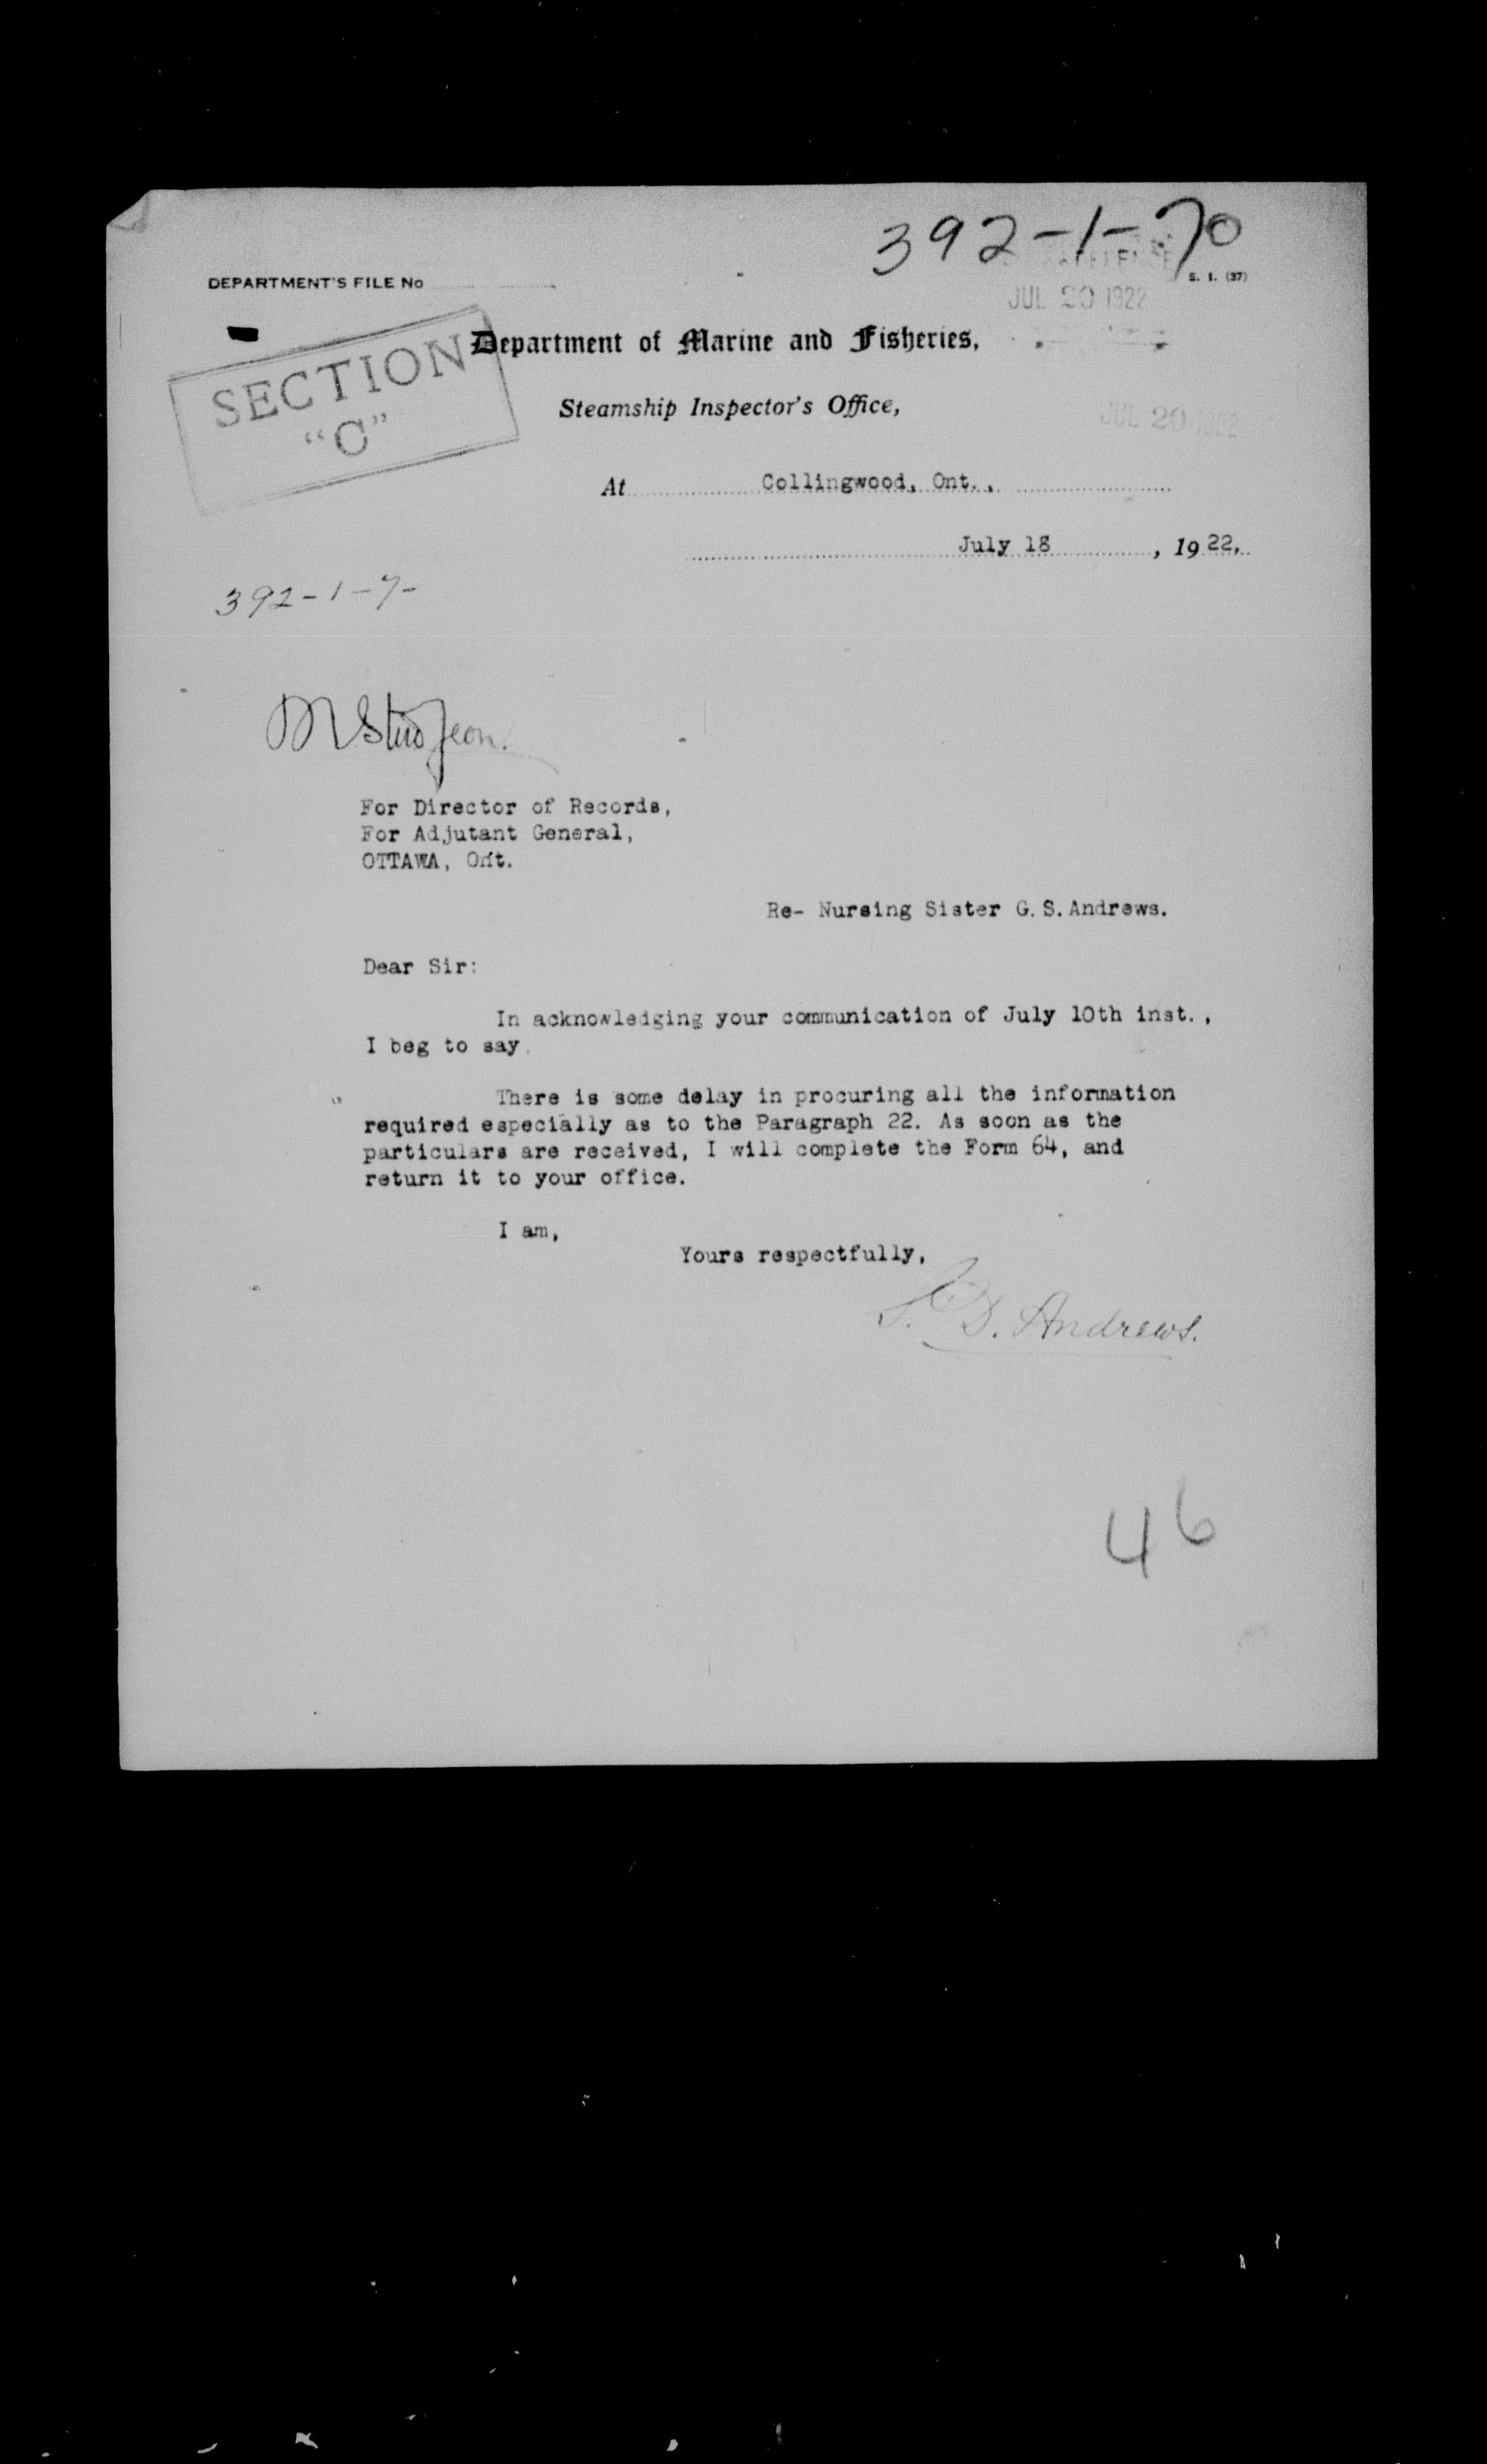 392-1-70
DEPARTMENT'S FILE No
S. I. (37)
JUL 20 1922
Department of Marine and Fisheries,
SECTION
"C"
Steamship Inspector's Office,
JUL 20 1922
At Collingwood, Ont.,
July 18, 1922.
392-1-7-
For Director of Records,
For Adjutant General,
OTTAWA, Ont.
Re- Nursing Sister G. S. Andrews.
Dear Sir:
In acknowledging your communication of July 10th inst.,
I beg to say,
There is some delay in procuring all the information
required especially as to the Paragraph 22. As soon as the
particulars are received, I will complete the Form 64, and
return it to your office.
I am,
Yours respectfully,
D. Andrews.
46